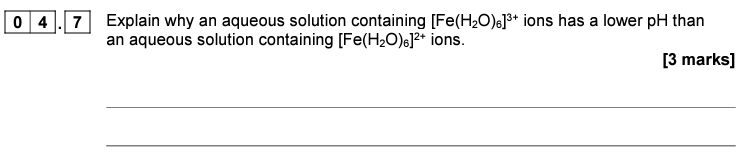 0 4 . 7 Explain why an aqueous solution containing [Fe(H₂O)₆]³⁺ ions has a lower pH than
an aqueous solution containing [Fe(H₂O)₆]²⁺ ions.
[3 marks]